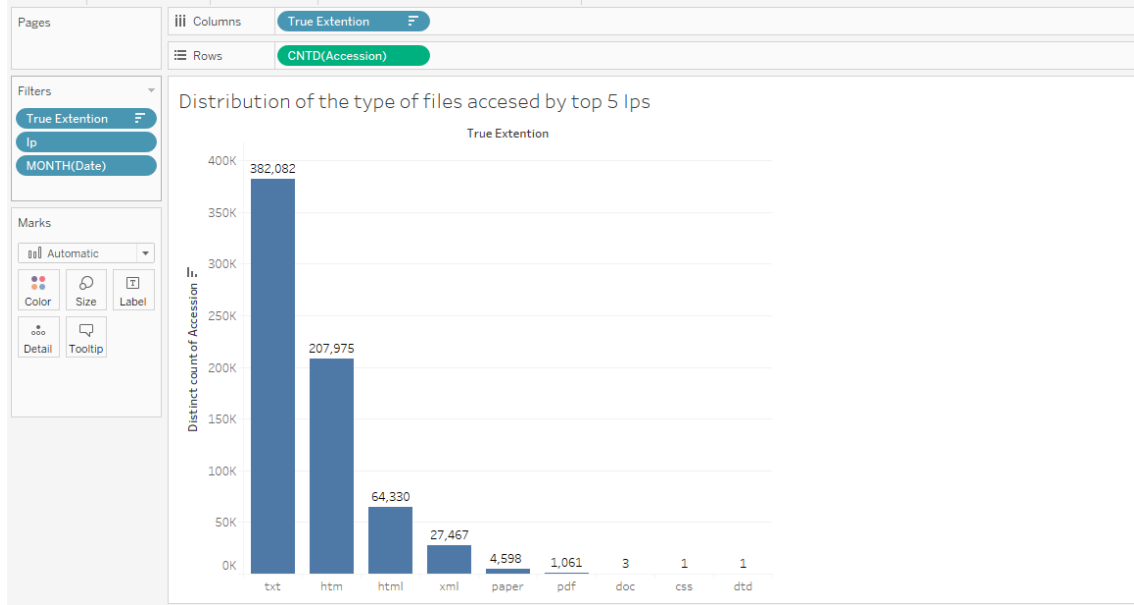 Pages
Columns
True Extention
Rows
CNTD(Accession)
Filters
True Extention
Ip
MONTH(Date)
Marks
Automatic
Color
Size
Label
Detail
Tooltip
Distribution of the type of files accesed by top 5 Ips
True Extention
Distinct count of Accession
400K
350K
300K
250K
200K
150K
100K
50K
0K
382,082
207,975
64,330
27,467
4,598
1,061
3
1
1
txt htm html xml paper pdf doc css dtd